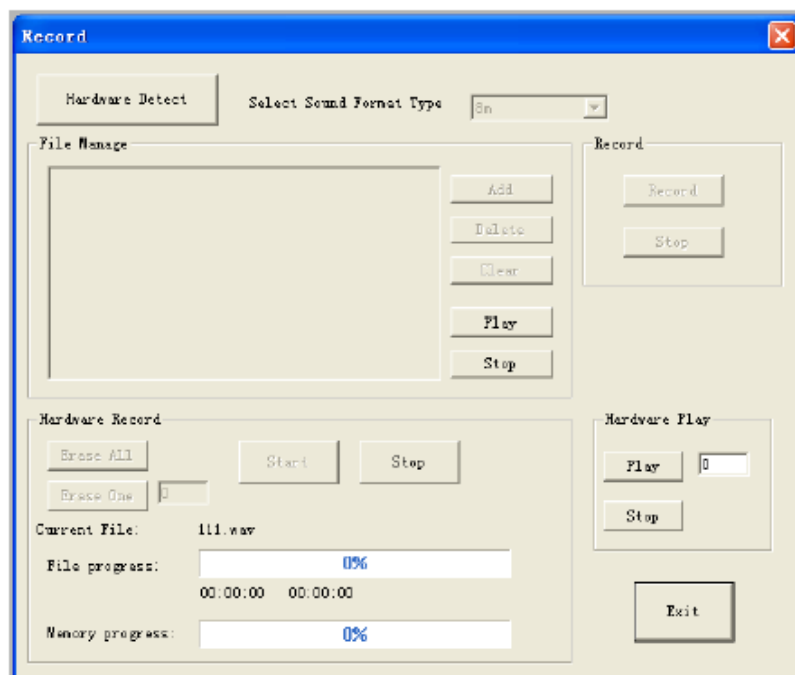 Record
Hardware Detect
Select Sound Format Type
8m
File Manage
Add
Delete
Clear
Play
Stop
Record
Record
Stop
Hardware Record
Erase All
Start
Stop
Erase One
0
Current File: 111.wav
File progress: 0%
00:00:00 00:00:00
Memory progress: 0%
Hardware Play
Play
0
Stop
Exit